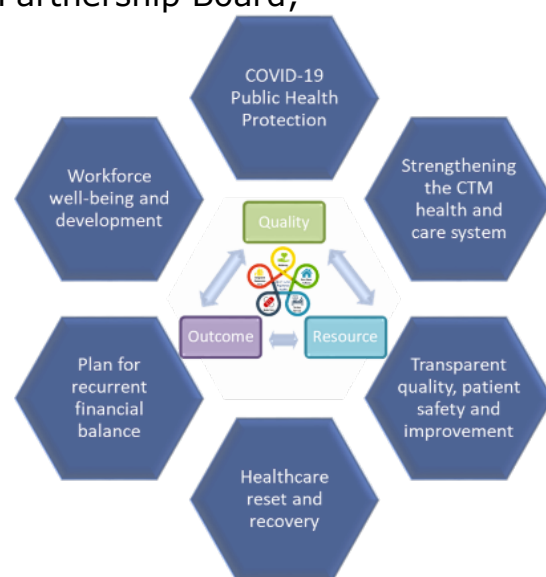 Partnership Board;
COVID-19
Public Health
Protection
Strengthening
the CTM
health and
care system
Transparent
quality, patient
safety and
improvement
Healthcare
reset and
recovery
Plan for
recurrent
financial
balance
Workforce
well-being and
development
Quality
Outcome
Resource